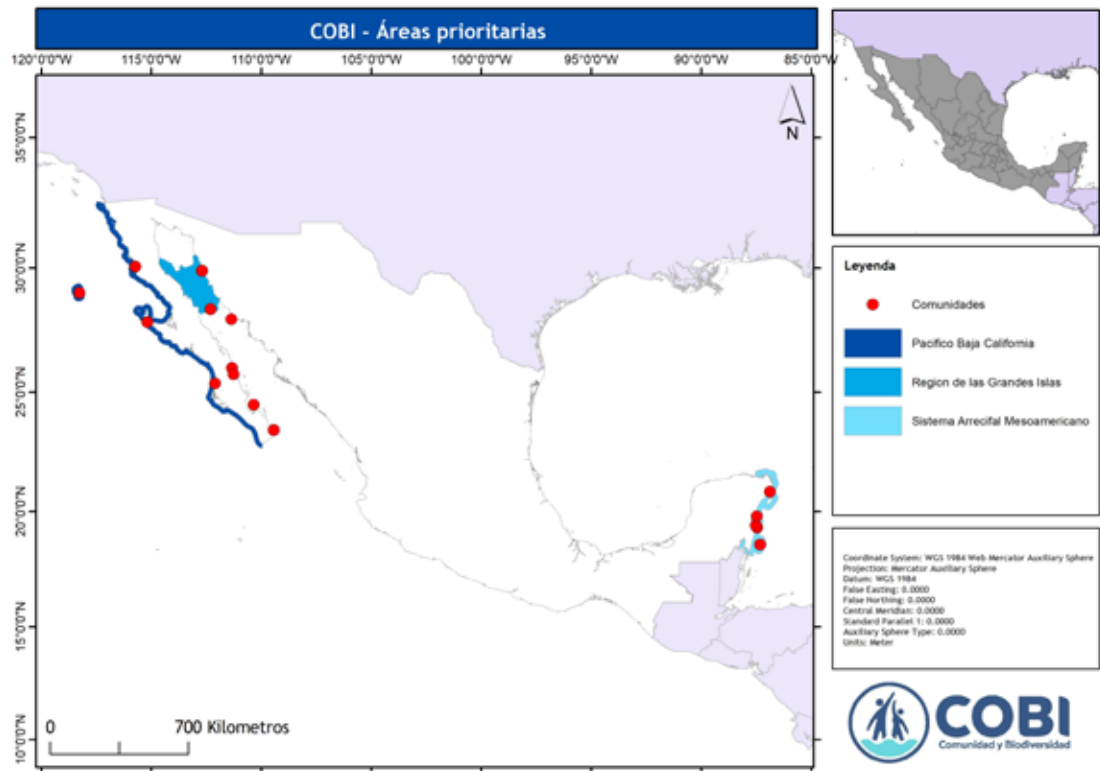 COBI - Áreas prioritarias
120°0'0"W 115°0'0"W 110°0'0"W 105°0'0"W 100°0'0"W 95°0'0"W 90°0'0"W 85°0'0"W
35°0'0"N
30°0'0"N
25°0'0"N
20°0'0"N
15°0'0"N
10°0'0"N
N
0 700 Kilometros
Leyenda
Comunidades
Pacifico Baja California
Region de las Grandes Islas
Sistema Arrecifal Mesoamericano
Coordinate System: WGS 1984 Web Mercator Auxiliary Sphere
Projection: Mercator Auxiliary Sphere
Datum: WGS 1984
False Easting: 0.0000
False Northing: 0.0000
Central Meridian: 0.0000
Standard Parallel 1: 0.0000
Auxiliary Sphere Type: 0.0000
Units: Meter
COBI
Comunidad y Biodiversidad